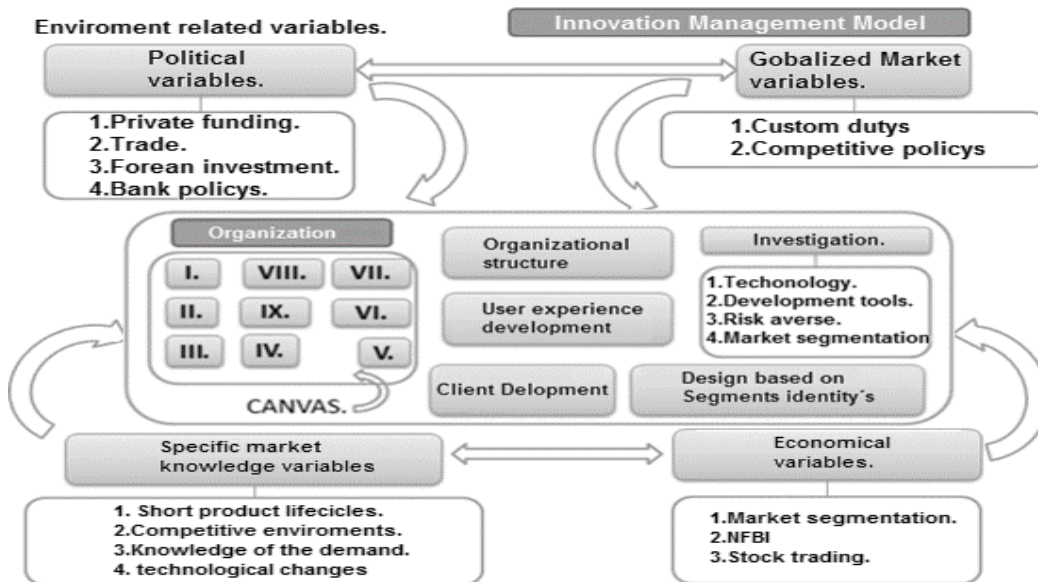 Enviroment related variables.
Innovation Management Model
Political
variables.
Gobalized Market
variables.
1.Private funding.
2.Trade.
3.Forean investment.
4.Bank policys.
1.Custom dutys
2.Competitive policys
Organization
I. VIII. VII.
II. IX. VI.
III. IV. V.
CANVAS.
Organizational
structure
User experience
development
Client Delopment
Investigation.
1.Techonology.
2.Development tools.
3.Risk averse.
4.Market segmentation
Design based on
Segments identity´s
Specific market
knowledge variables
Economical
variables.
1. Short product lifecicles.
2.Competitive enviroments.
3.Knowledge of the demand.
4. technological changes
1.Market segmentation.
2.NFBI
3.Stock trading.